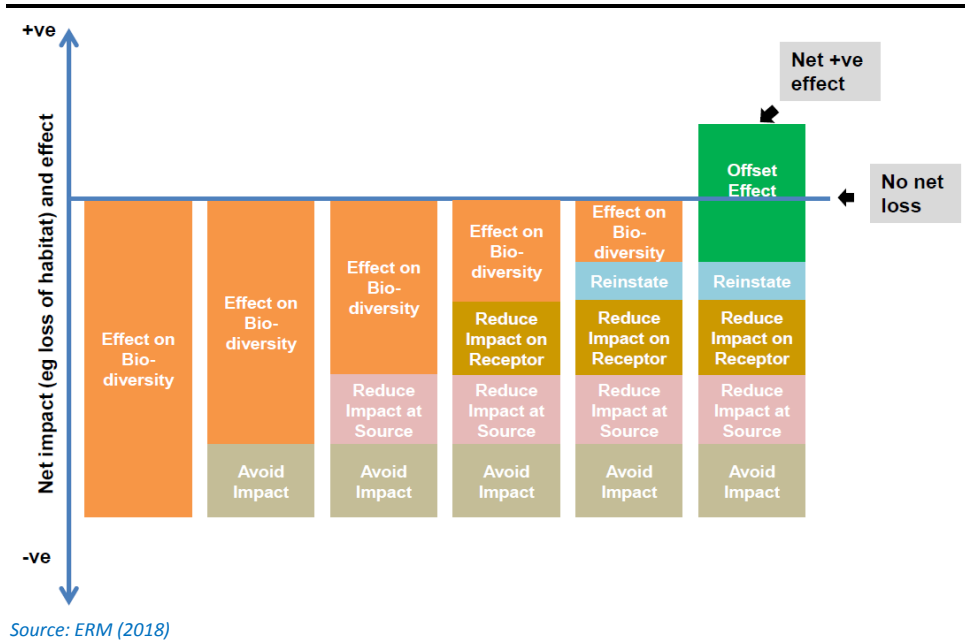 +ve
Net +ve
effect
No net
loss
Net impact (eg loss of habitat) and effect
-ve
Effect on
Bio-
diversity
Effect on
Bio-
diversity
Avoid
Impact
Effect on
Bio-
diversity
Reduce
Impact at
Source
Avoid
Impact
Effect on
Bio-
diversity
Reduce
Impact on
Receptor
Reduce
Impact at
Source
Avoid
Impact
Effect on
Bio-
diversity
Reinstate
Reduce
Impact on
Receptor
Reduce
Impact at
Source
Avoid
Impact
Offset
Effect
Reinstate
Reduce
Impact on
Receptor
Reduce
Impact at
Source
Avoid
Impact
Source: ERM (2018)